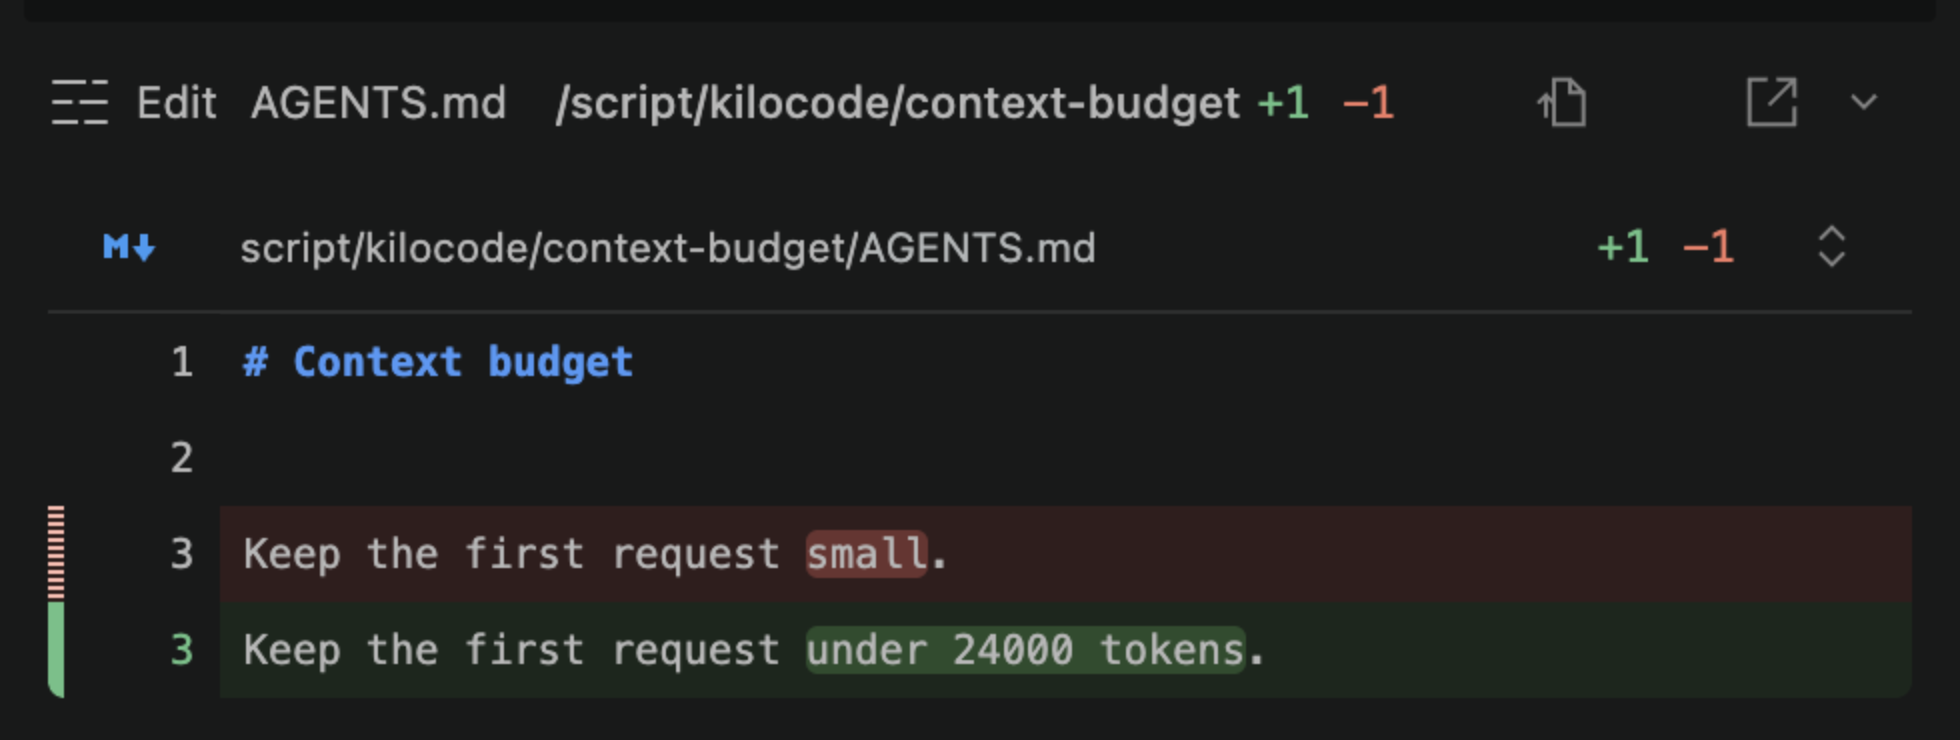 Edit AGENTS.md /script/kilocode/context-budget +1 −1
M↓ script/kilocode/context-budget/AGENTS.md +1 −1
1 # Context budget
2
3 Keep the first request small.
3 Keep the first request under 24000 tokens.